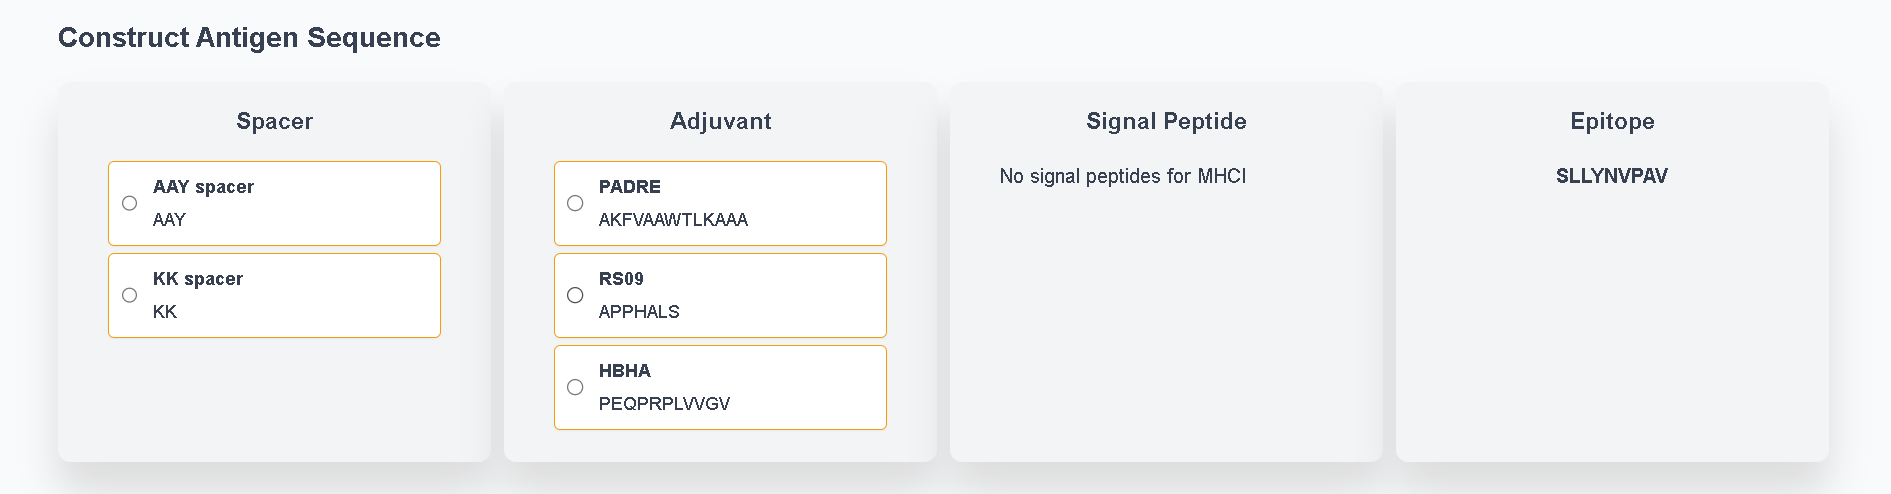 Construct Antigen Sequence
Spacer
AAY spacer
AAY
KK spacer
KK
Adjuvant
PADRE
AKFVAAWTLKAAA
RS09
APPHALS
HBHA
PEQPRPLVVGV
Signal Peptide
No signal peptides for MHCI
Epitope
SLLYNVPAV